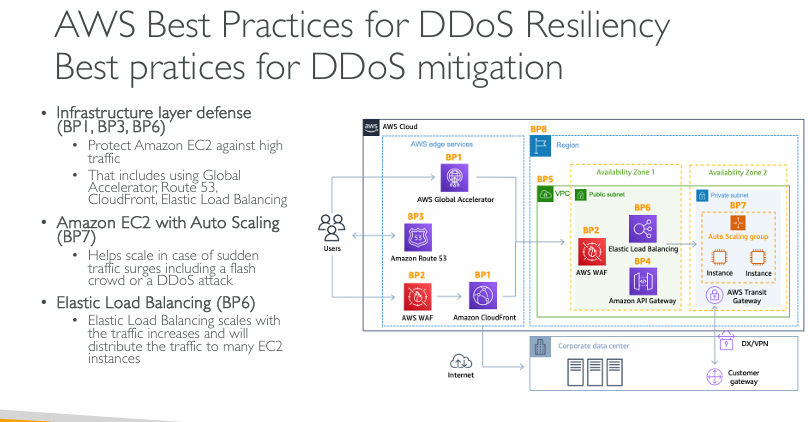 AWS Best Practices for DDoS Resiliency
Best pratices for DDoS mitigation
• Infrastructure layer defense
(BP1, BP3, BP6)
• Protect Amazon EC2 against high
traffic
• That includes using Global
Accelerator, Route 53,
CloudFront, Elastic Load Balancing
• Amazon EC2 with Auto Scaling
(BP7)
• Helps scale in case of sudden
traffic surges including a flash
crowd or a DDoS attack
• Elastic Load Balancing (BP6)
• Elastic Load Balancing scales with
the traffic increases and will
distribute the traffic to many EC2
instances
aws
AWS Cloud
AWS edge services
BP1
AWS Global Accelerator
Users
BP3
53
Amazon Route 53
BP2
AWS WAF
BP1
Amazon CloudFront
BP8
Region
Availability Zone 1
Availability Zone 2
BP5
VPC
Public subnet
Private subnet
BP2
AWS WAF
BP6
Elastic Load Balancing
BP4
Amazon API Gateway
BP7
Auto Scaling group
Instance
Instance
AWS Transit
Gateway
DX/VPN
Internet
Corporate data center
Customer
gateway